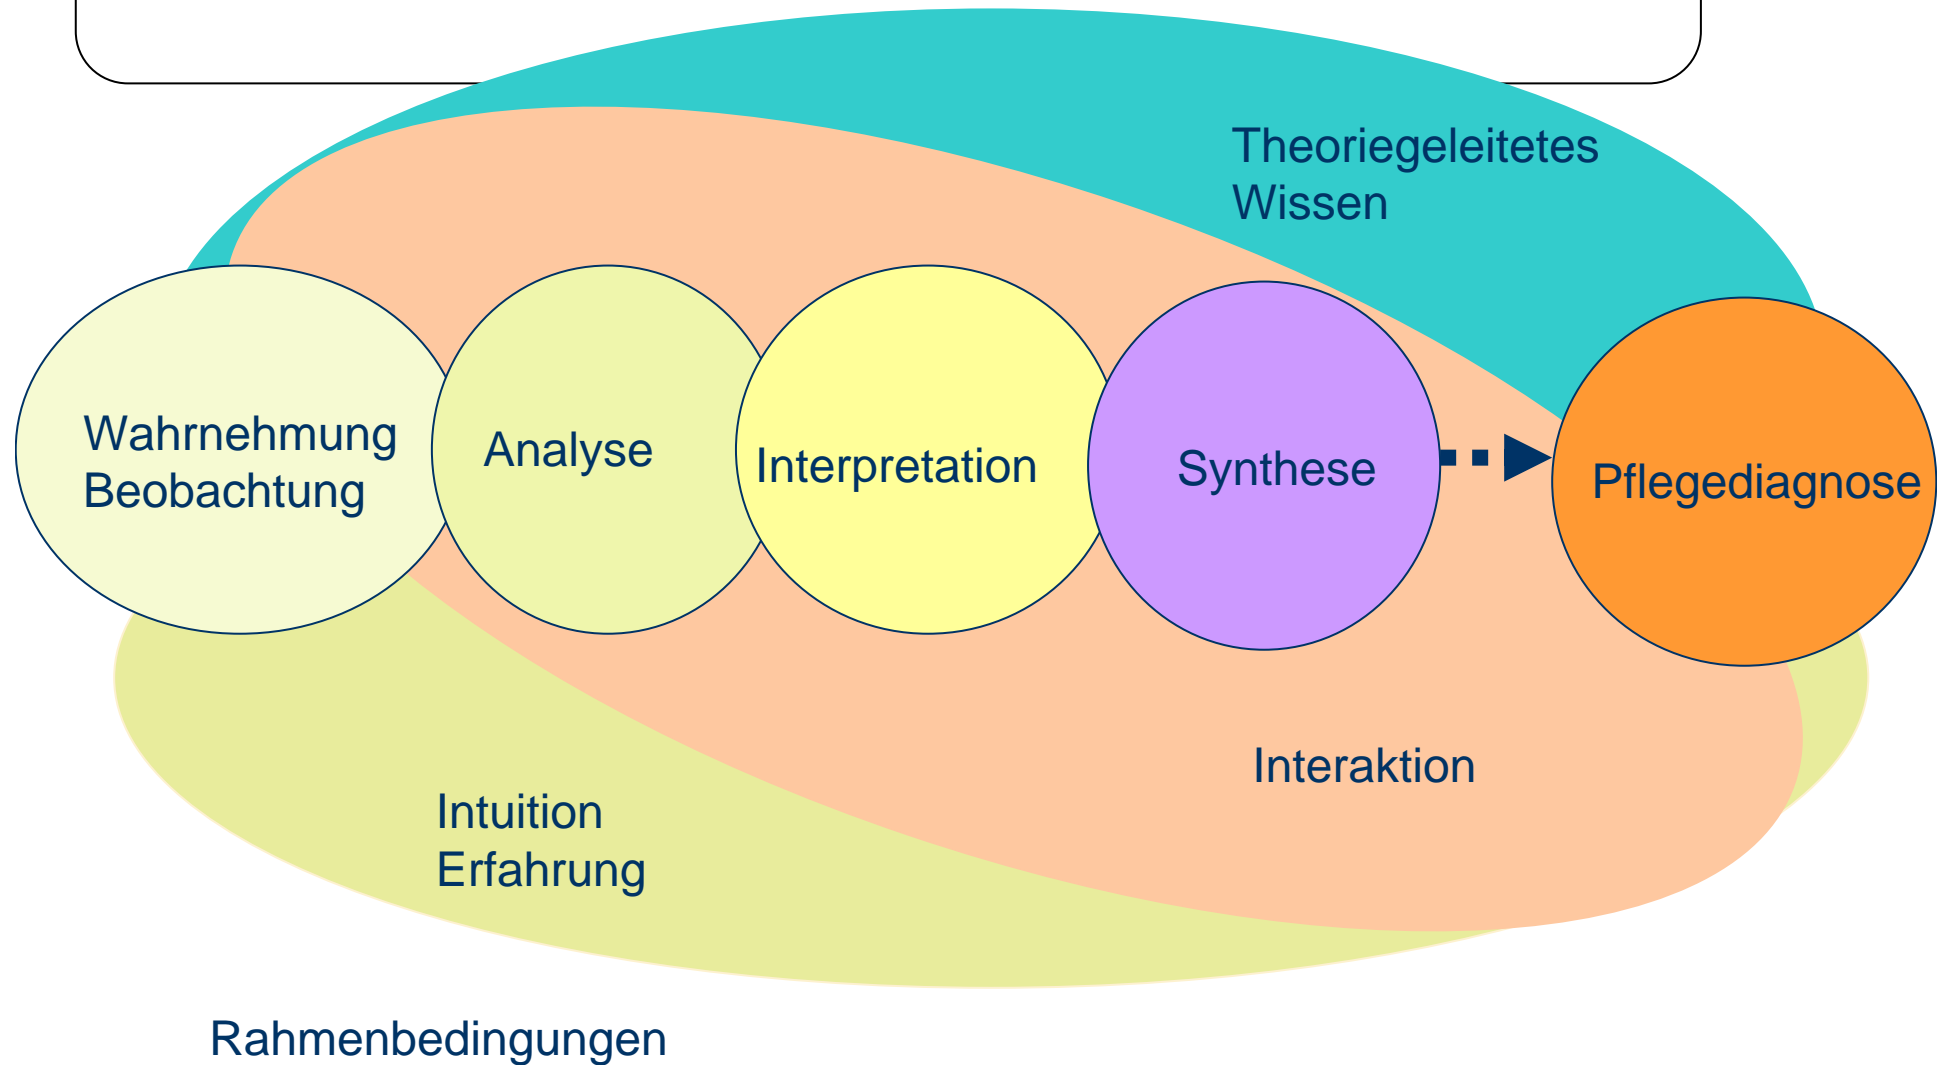 Theoriegeleitetes
Wissen
Wahrnehmung
Beobachtung
Analyse
Interpretation
Synthese
Pflegediagnose
Interaktion
Intuition
Erfahrung
Rahmenbedingungen